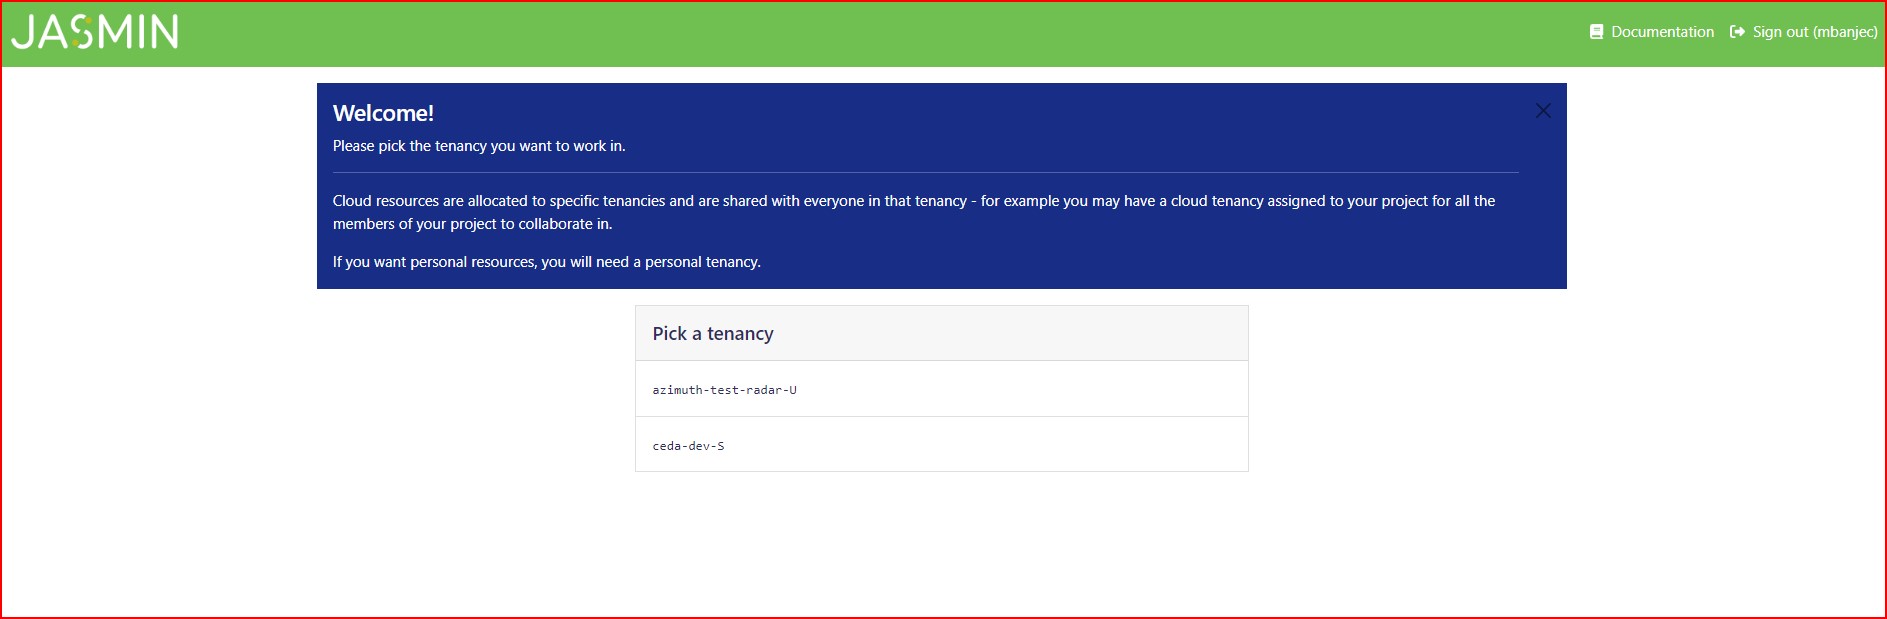 JASMIN
Documentation
Sign out (mbanjec)
Welcome!
Please pick the tenancy you want to work in.
Cloud resources are allocated to specific tenancies and are shared with everyone in that tenancy - for example you may have a cloud tenancy assigned to your project for all the
members of your project to collaborate in.
If you want personal resources, you will need a personal tenancy.
Pick a tenancy
azimuth-test-radar-U
ceda-dev-S